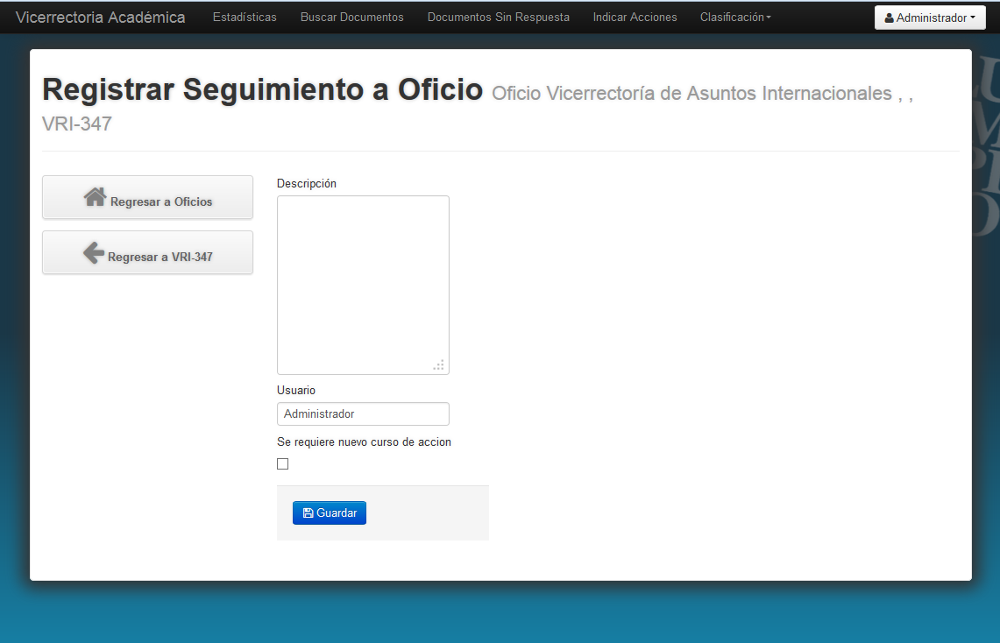 Vicerrectoria Académica Estadísticas Buscar Documentos Documentos Sin Respuesta Indicar Acciones Clasificación Administrador
Registrar Seguimiento a Oficio Oficio Vicerrectoría de Asuntos Internacionales , ,
VRI-347
Regresar a Oficios
Regresar a VRI-347
Descripción
Usuario
Administrador
Se requiere nuevo curso de accion
Guardar